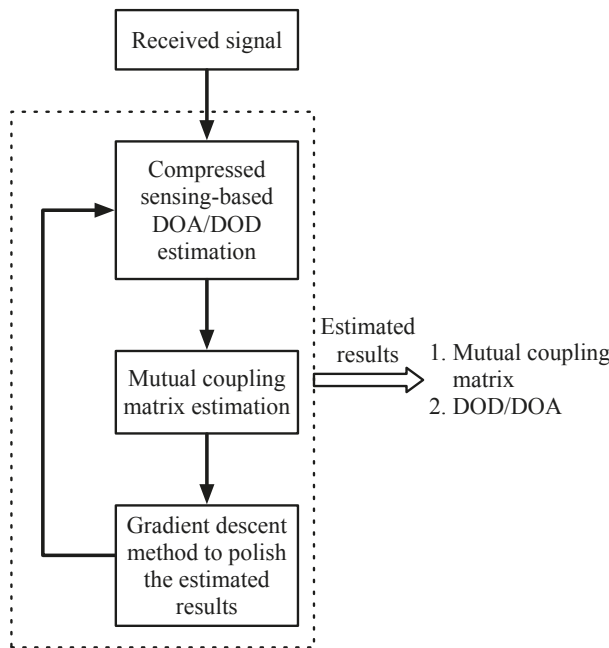 Received signal
Compressed
sensing-based
DOA/DOD
estimation
Mutual coupling
matrix estimation
Gradient descent
method to polish
the estimated
results
Estimated
results
1. Mutual coupling
matrix
2. DOD/DOA